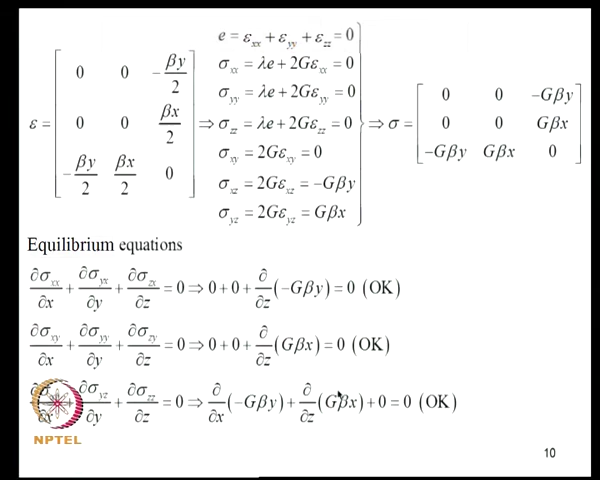 ε = [ 0 0 -βy/2 ; 0 0 βx/2 ; -βy/2 βx/2 0 ] ⇒ { e = ε_xx + ε_yy + ε_zz = 0
σ_xx = λe + 2Gε_xx = 0
σ_yy = λe + 2Gε_yy = 0
σ_zz = λe + 2Gε_zz = 0
σ_xy = 2Gε_xy = 0
σ_xz = 2Gε_xz = -Gβy
σ_yz = 2Gε_yz = Gβx } ⇒ σ = [ 0 0 -Gβy ; 0 0 Gβx ; -Gβy Gβx 0 ]
Equilibrium equations
∂σ_xx/∂x + ∂σ_yx/∂y + ∂σ_zx/∂z = 0 ⇒ 0 + 0 + ∂/∂z (-Gβy) = 0 (OK)
∂σ_xy/∂x + ∂σ_yy/∂y + ∂σ_zy/∂z = 0 ⇒ 0 + 0 + ∂/∂z (Gβx) = 0 (OK)
∂σ/∂x + ∂σ_yz/∂y + ∂σ_zz/∂z = 0 ⇒ ∂/∂x (-Gβy) + ∂/∂z (Gβx) + 0 = 0 (OK)
NPTEL
10